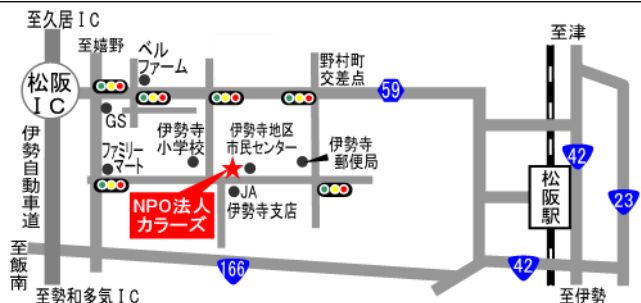 至久居IC
至嬉野
ベル
ファーム
野村町
交差点
至津
松阪
IC
59
GS
伊勢寺
小学校
伊勢寺地区
市民センター
伊勢寺
郵便局
ファミリー
マート
伊勢自動車道
NPO法人
カラーズ
JA
伊勢寺支店
松阪駅
42
23
至飯南
166
42
至勢和多気IC
至伊勢